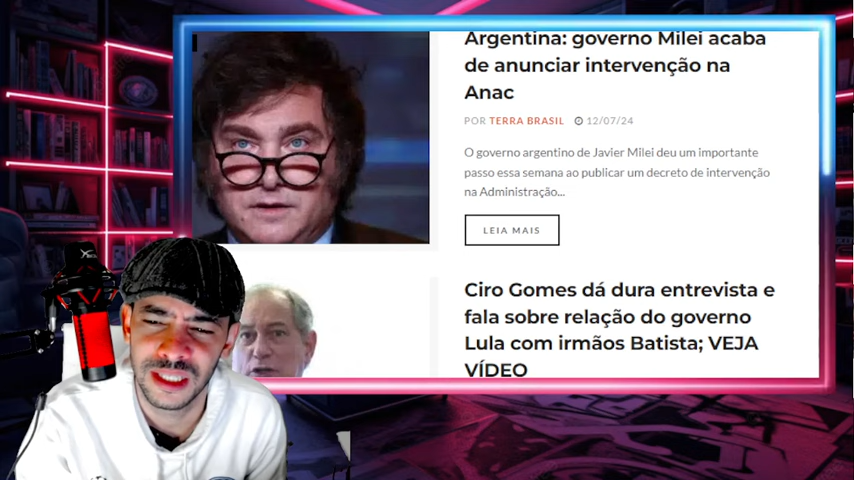 Argentina: governo Milei acaba
de anunciar intervenção na
Anac
POR TERRA BRASIL 12/07/24
O governo argentino de Javier Milei deu um importante
passo essa semana ao publicar um decreto de intervenção
na Administração...
LEIA MAIS
Ciro Gomes dá dura entrevista e
fala sobre relação do governo
Lula com irmãos Batista; VEJA
VÍDEO